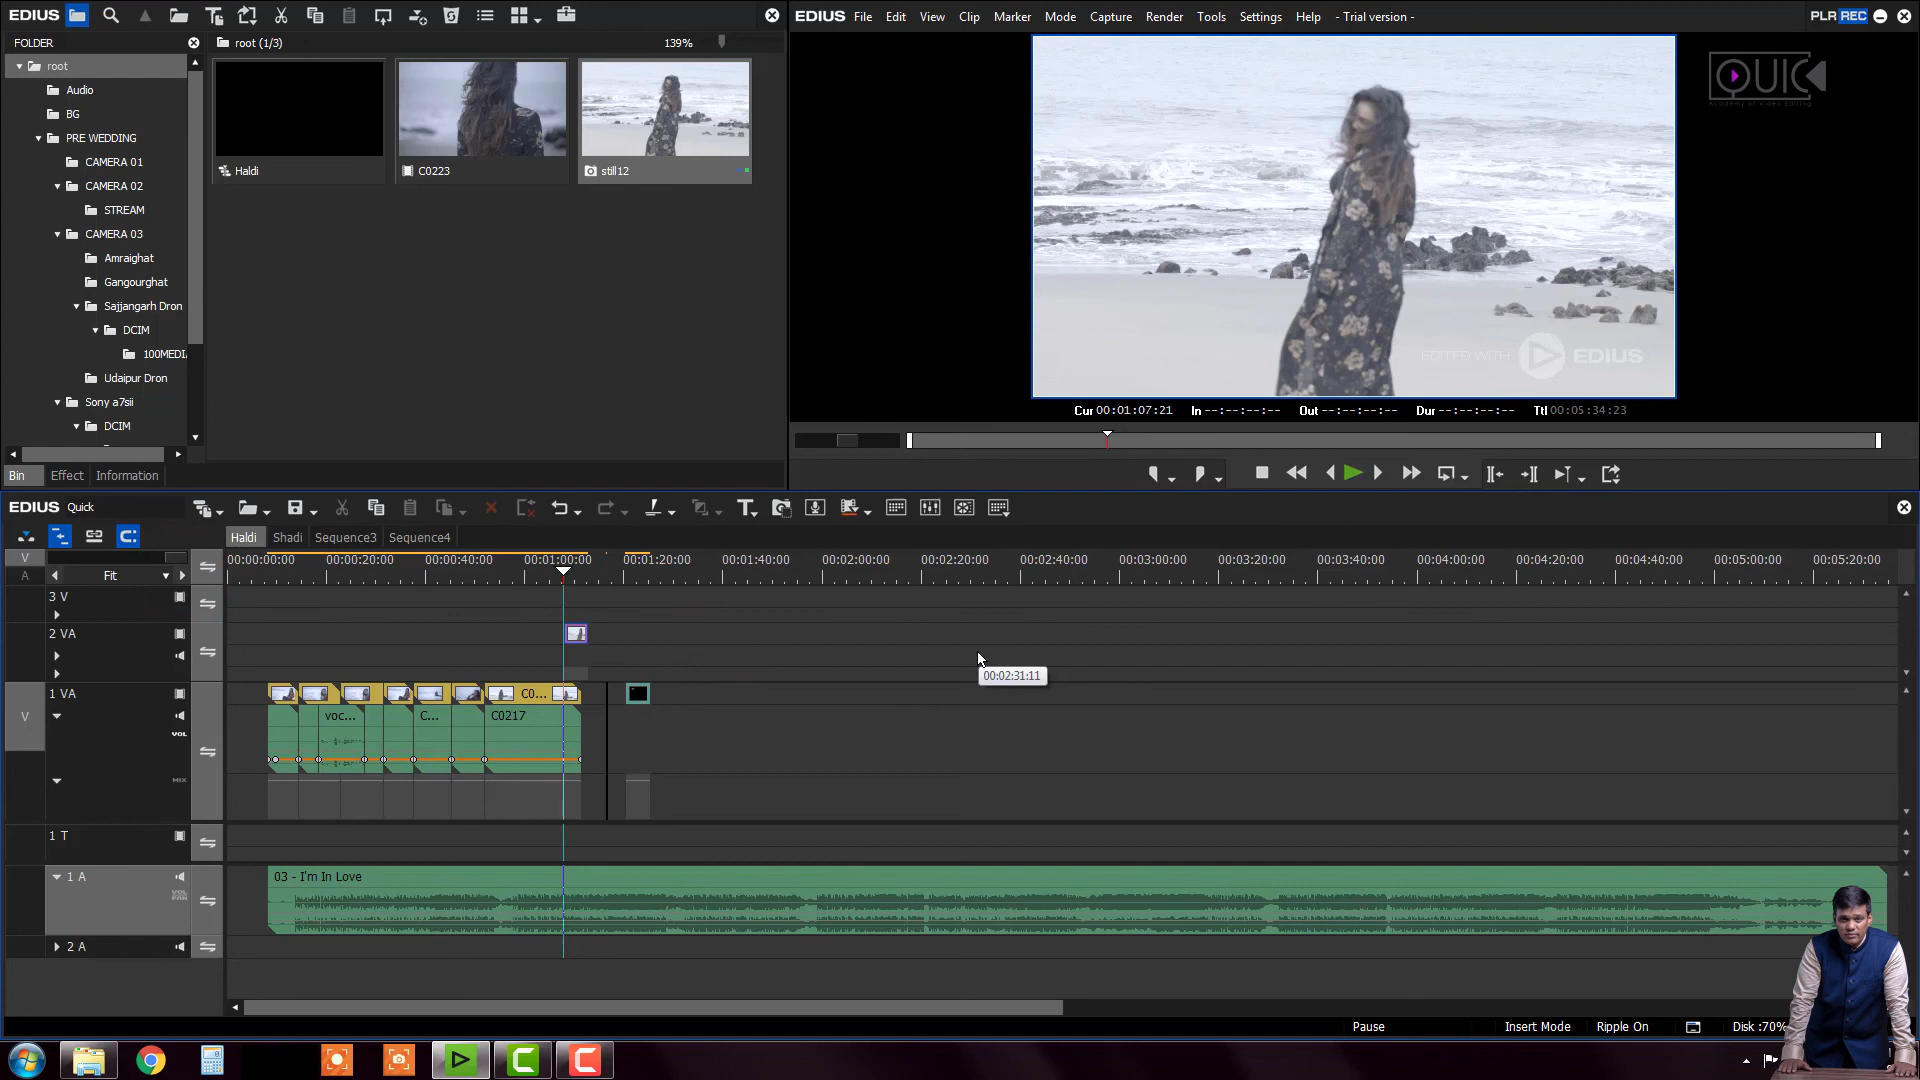 EDIUS
FOLDER
root
Audio
BG
PRE WEDDING
CAMERA 01
CAMERA 02
STREAM
CAMERA 03
Amraighat
Gangourghat
Sajjangarh Dron
DCIM
100MEDI
Udaipur Dron
Sony a7sii
DCIM
Bin Effect Information
root (1/3) 139%
Haldi C0223 still12
EDIUS File Edit View Clip Marker Mode Capture Render Tools Settings Help - Trial version - PLR REC
QUIC
Academy of Video Editing
EDITED WITH EDIUS
Cur 00:01:07:21 In --:--:--:-- Out --:--:--:-- Dur --:--:--:-- Ttl 00:05:34:23
EDIUS Quick
Haldi Shadi Sequence3 Sequence4
V
A
Fit
00:00:00:00 00:00:20:00 00:00:40:00 00:01:00:00 00:01:20:00 00:01:40:00 00:02:00:00 00:02:20:00 00:02:40:00 00:03:00:00 00:03:20:00 00:03:40:00 00:04:00:00 00:04:20:00 00:04:40:00 00:05:00:00 00:05:20:00
3 V
2 VA
00:02:31:11
1 VA
C0...
V
VOL
voc... C... C0217
MIX
1 T
1 A
VOL
PAN
03 - I'm In Love
2 A
Pause Insert Mode Ripple On Disk :70%